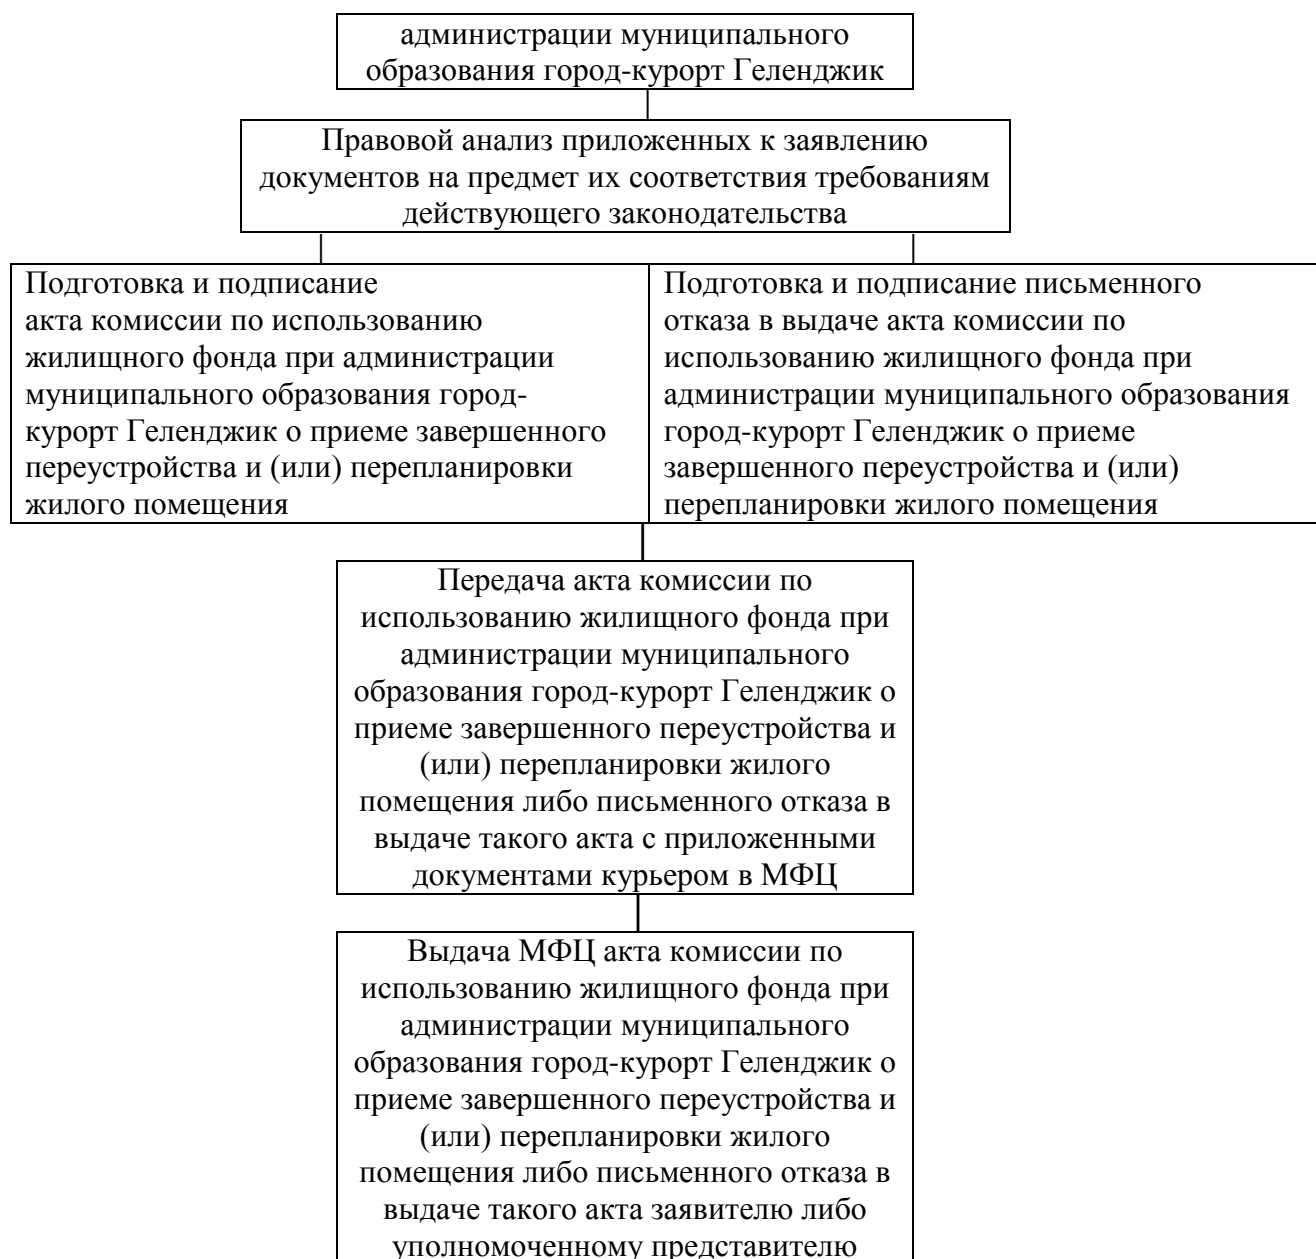 администрации муниципального
образования город-курорт Геленджик
Правовой анализ приложенных к заявлению
документов на предмет их соответствия требованиям
действующего законодательства
Подготовка и подписание
акта комиссии по использованию
жилищного фонда при администрации
муниципального образования город-
курорт Геленджик о приеме завершенного
переустройства и (или) перепланировки
жилого помещения
Подготовка и подписание письменного
отказа в выдаче акта комиссии по
использованию жилищного фонда при
администрации муниципального образования
город-курорт Геленджик о приеме
завершенного переустройства и (или)
перепланировки жилого помещения
Передача акта комиссии по
использованию жилищного фонда при
администрации муниципального
образования город-курорт Геленджик о
приеме завершенного переустройства и
(или) перепланировки жилого
помещения либо письменного отказа в
выдаче такого акта с приложенными
документами курьером в МФЦ
Выдача МФЦ акта комиссии по
использованию жилищного фонда при
администрации муниципального
образования город-курорт Геленджик о
приеме завершенного переустройства и
(или) перепланировки жилого
помещения либо письменного отказа в
выдаче такого акта заявителю либо
уполномоченному представителю